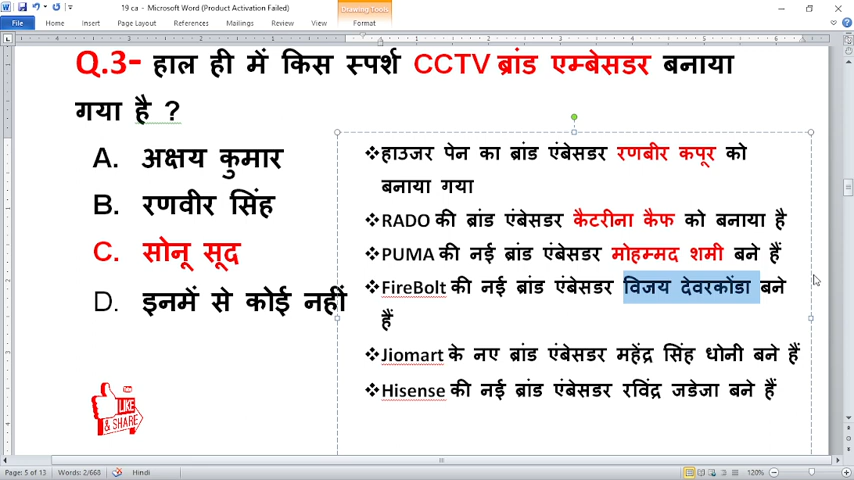 19 ca - Microsoft Word (Product Activation Failed)
Drawing Tools
File Home Insert Page Layout References Mailings Review View Format
Q.3- हाल ही में किस स्पर्श CCTV ब्रांड एम्बेसडर बनाया
गया है ?
A. अक्षय कुमार
B. रणवीर सिंह
C. सोनू सूद
D. इनमें से कोई नहीं
❖हाउजर पेन का ब्रांड एंबेसडर रणबीर कपूर को
बनाया गया
❖RADO की ब्रांड एंबेसडर कैटरीना कैफ को बनाया है
❖PUMA की नई ब्रांड एंबेसडर मोहम्मद शमी बने हैं
❖FireBolt की नई ब्रांड एंबेसडर विजय देवरकोंडा बने
हैं
❖Jiomart के नए ब्रांड एंबेसडर महेंद्र सिंह धोनी बने हैं
❖Hisense की नई ब्रांड एंबेसडर रविंद्र जडेजा बने हैं
LIKE
& SHARE
Page: 5 of 13 Words: 2/668 Hindi 120%